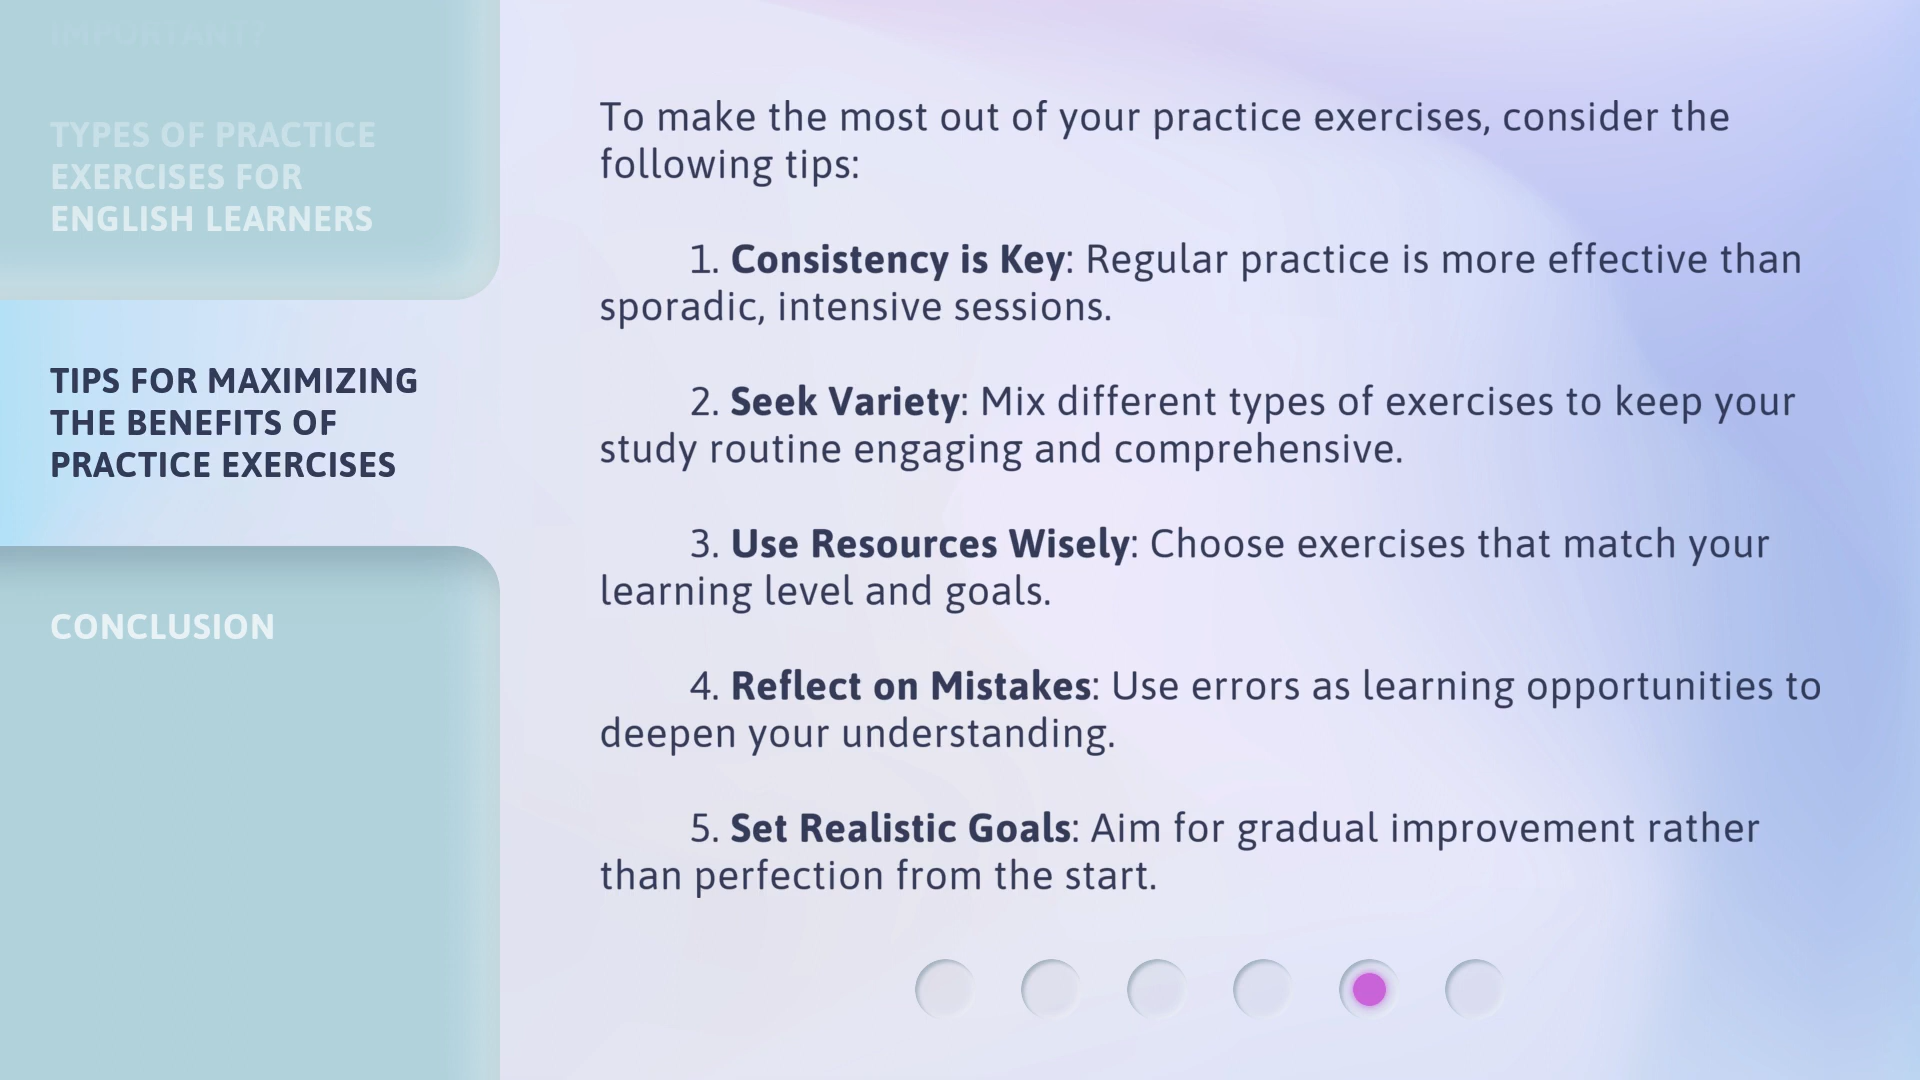 IMPORTANT?
TYPES OF PRACTICE
EXERCISES FOR
ENGLISH LEARNERS
TIPS FOR MAXIMIZING
THE BENEFITS OF
PRACTICE EXERCISES
CONCLUSION
To make the most out of your practice exercises, consider the
following tips:
1. Consistency is Key: Regular practice is more effective than
sporadic, intensive sessions.
2. Seek Variety: Mix different types of exercises to keep your
study routine engaging and comprehensive.
3. Use Resources Wisely: Choose exercises that match your
learning level and goals.
4. Reflect on Mistakes: Use errors as learning opportunities to
deepen your understanding.
5. Set Realistic Goals: Aim for gradual improvement rather
than perfection from the start.